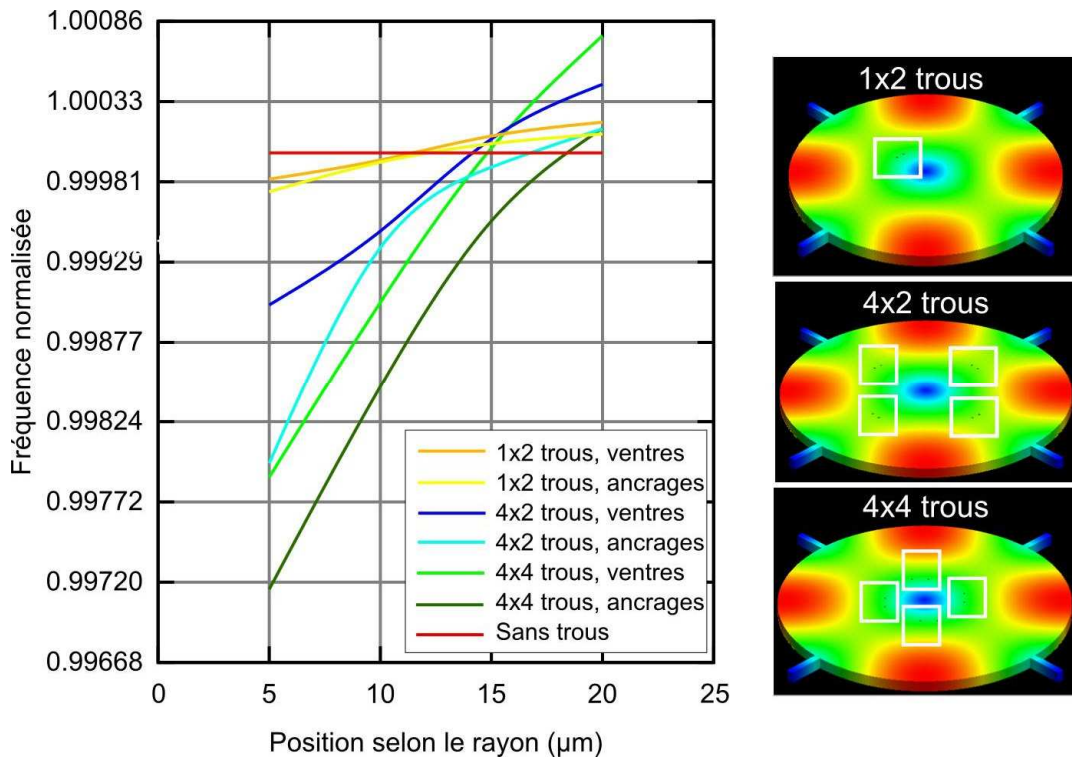 1.00086
1.00033
0.99981
0.99929
0.99877
0.99824
0.99772
0.99720
0.99668
Fréquence normalisée
0 5 10 15 20 25
Position selon le rayon (µm)
1x2 trous, ventres
1x2 trous, ancrages
4x2 trous, ventres
4x2 trous, ancrages
4x4 trous, ventres
4x4 trous, ancrages
Sans trous
1x2 trous
4x2 trous
4x4 trous